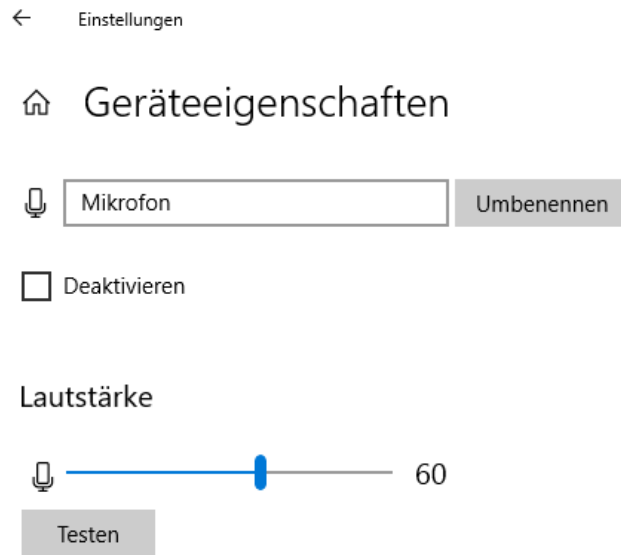 Einstellungen
Geräteeigenschaften
Mikrofon Umbenennen
Deaktivieren
Lautstärke
60
Testen